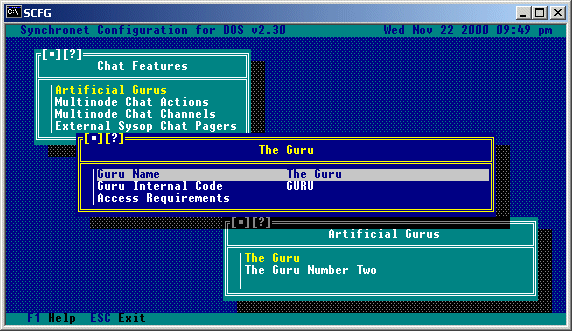 SCFG
Synchronet Configuration for DOS v2.30 Wed Nov 22 2000 09:49 pm
[■][?]
Chat Features
Artificial Gurus
Multinode Chat Actions
Multinode Chat Channels
External Sysop Chat Pagers
[■][?]
The Guru
Guru Name The Guru
Guru Internal Code GURU
Access Requirements
[■][?]
Artificial Gurus
The Guru
The Guru Number Two
F1 Help ESC Exit